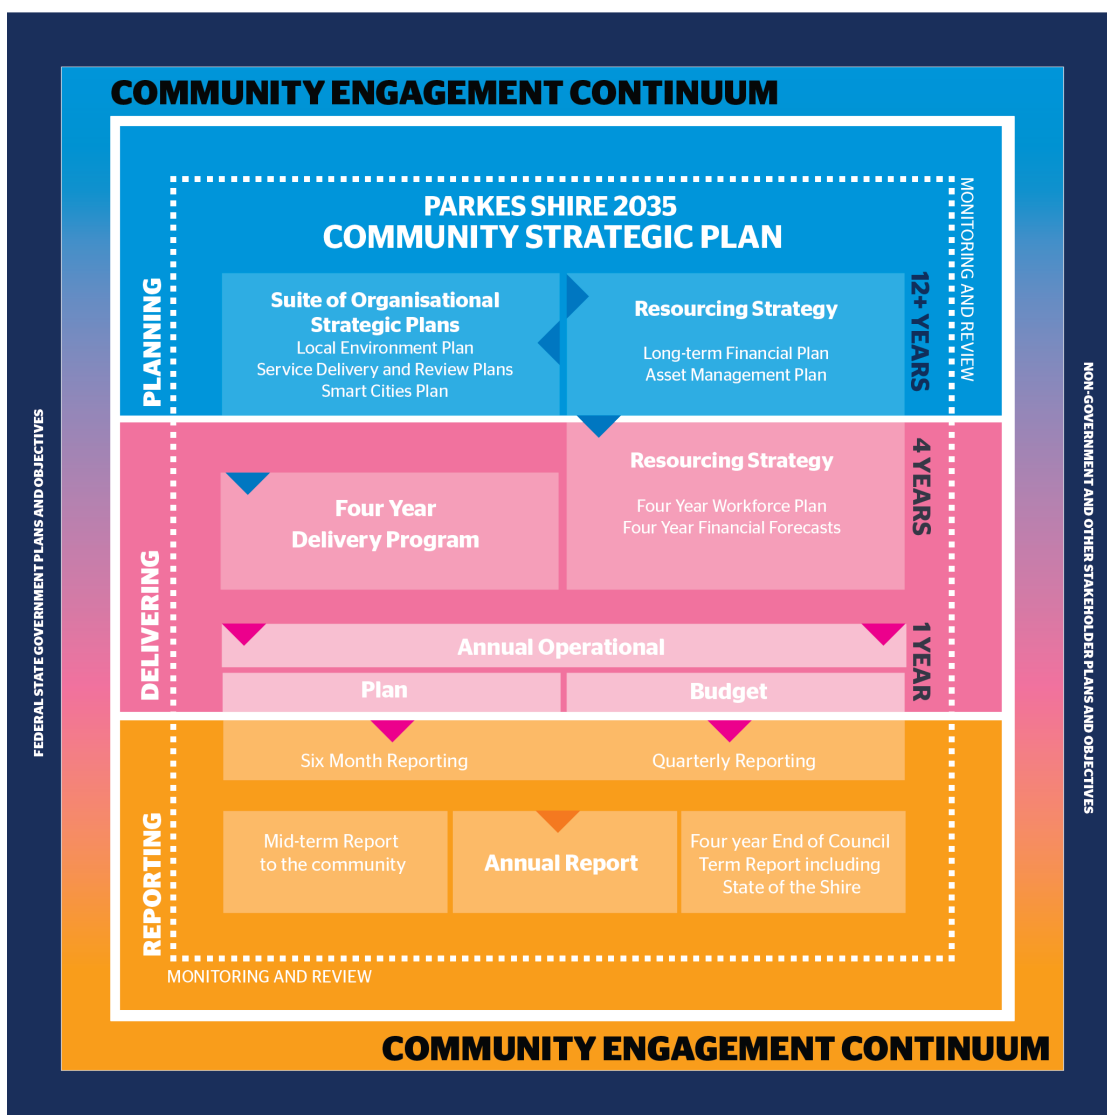 COMMUNITY ENGAGEMENT CONTINUUM
PARKES SHIRE 2035
COMMUNITY STRATEGIC PLAN
MONITORING AND REVIEW
PLANNING
Suite of Organisational
Strategic Plans
Local Environment Plan
Service Delivery and Review Plans
Smart Cities Plan
Resourcing Strategy
Long-term Financial Plan
Asset Management Plan
12+ YEARS
FEDERAL STATE GOVERNMENT PLANS AND OBJECTIVES
NON-GOVERNMENT AND OTHER STAKEHOLDER PLANS AND OBJECTIVES
DELIVERING
Four Year
Delivery Program
Resourcing Strategy
Four Year Workforce Plan
Four Year Financial Forecasts
4 YEARS
Annual Operational
Plan
Budget
1 YEAR
REPORTING
Six Month Reporting
Quarterly Reporting
Mid-term Report
to the community
Annual Report
Four year End of Council
Term Report including
State of the Shire
MONITORING AND REVIEW
COMMUNITY ENGAGEMENT CONTINUUM